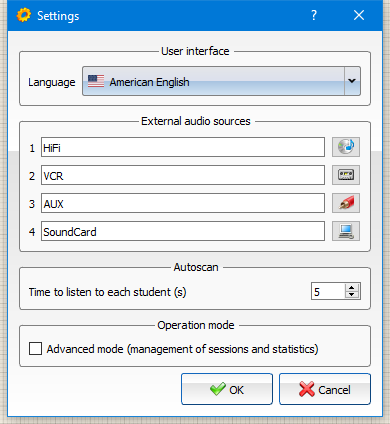 Settings ?
User interface
Language American English
External audio sources
1 HiFi
2 VCR
3 AUX
4 SoundCard
Autoscan
Time to listen to each student (s) 5
Operation mode
Advanced mode (management of sessions and statistics)
OK Cancel